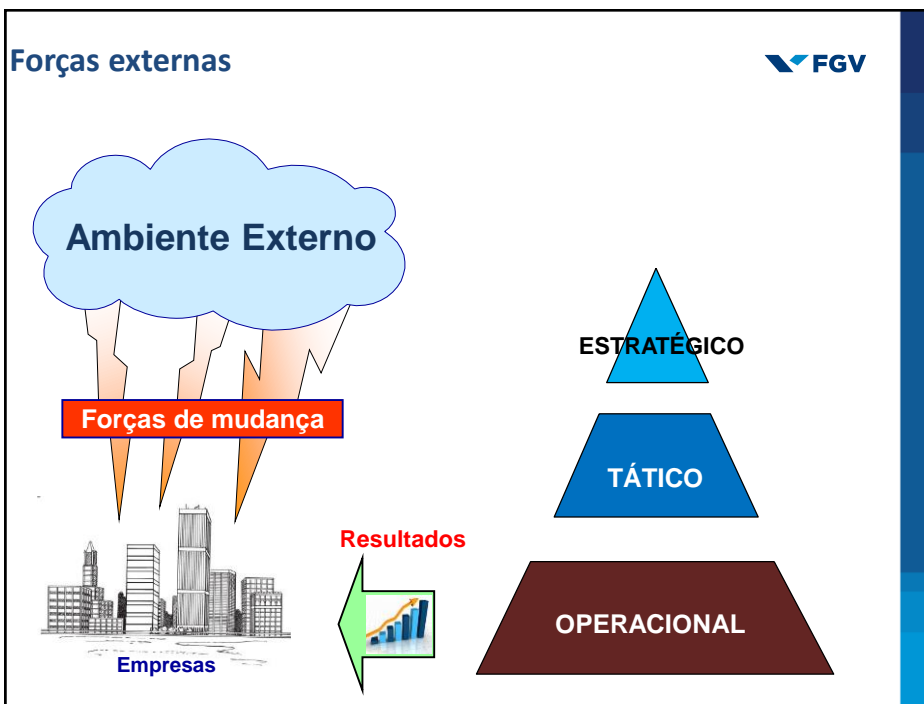 Forças externas
FGV
Ambiente Externo
Forças de mudança
Empresas
Resultados
ESTRATÉGICO
TÁTICO
OPERACIONAL